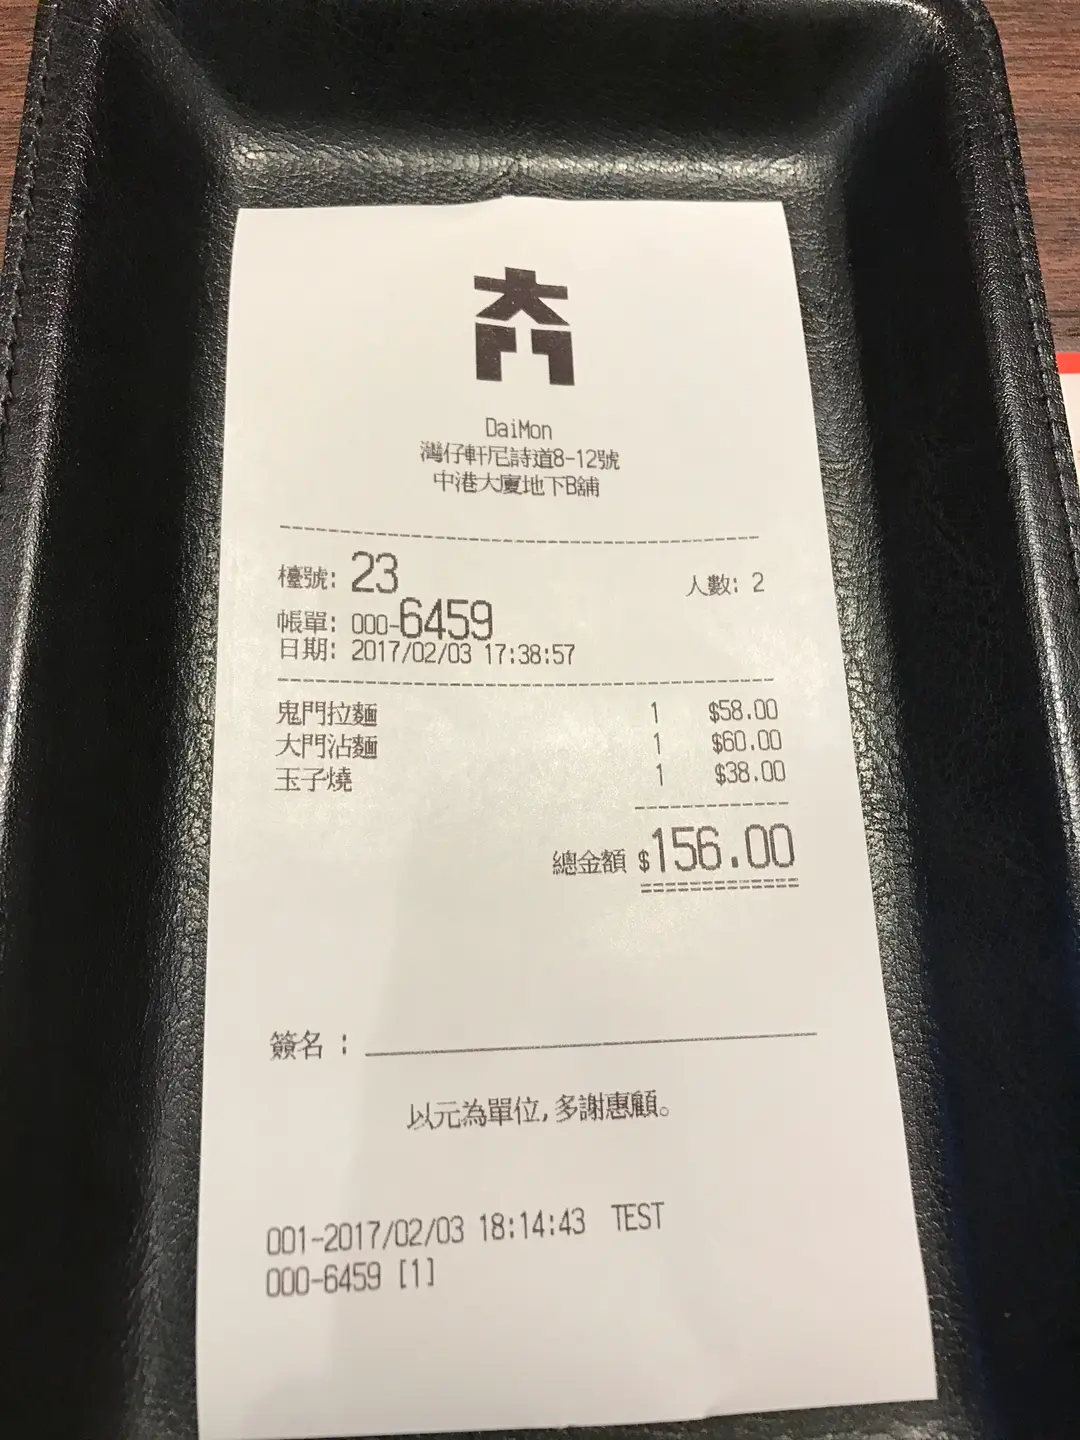 大門
DaiMon
灣仔軒尼詩道8-12號
中港大廈地下B舖
檯號: 23 人數: 2
帳單: 000-6459
日期: 2017/02/03 17:38:57
鬼門拉麵 1 $58.00
大門沾麵 1 $60.00
玉子燒 1 $38.00
總金額 $156.00
簽名 :
以元為單位,多謝惠顧。
001-2017/02/03 18:14:43 TEST
000-6459 [1]